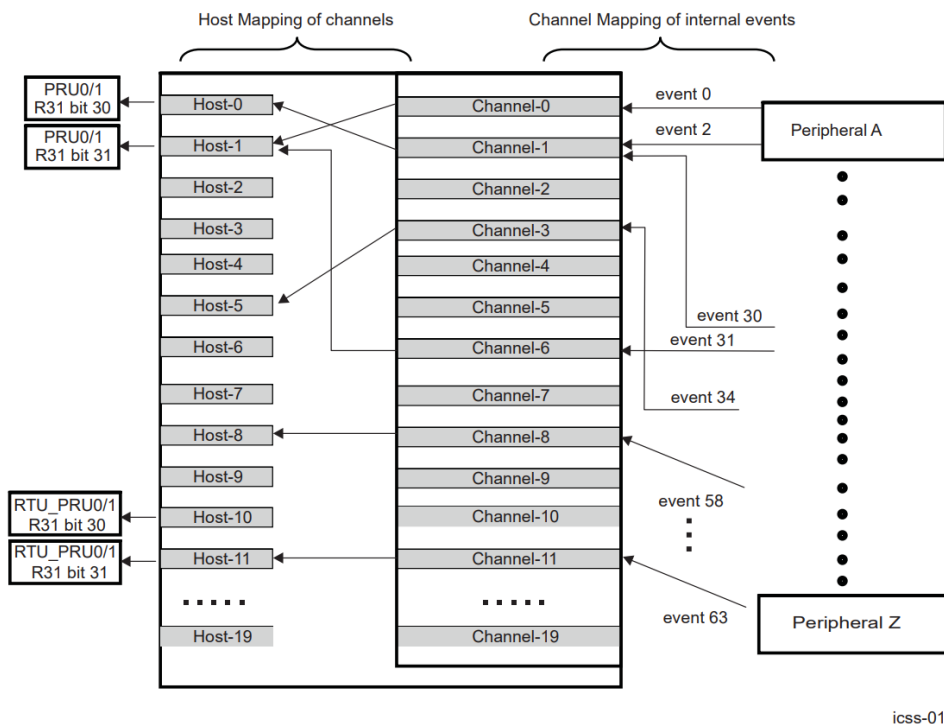 Host Mapping of channels
Channel Mapping of internal events
PRU0/1
R31 bit 30
PRU0/1
R31 bit 31
RTU_PRU0/1
R31 bit 30
RTU_PRU0/1
R31 bit 31
Host-0
Host-1
Host-2
Host-3
Host-4
Host-5
Host-6
Host-7
Host-8
Host-9
Host-10
Host-11
Host-19
Channel-0
Channel-1
Channel-2
Channel-3
Channel-4
Channel-5
Channel-6
Channel-7
Channel-8
Channel-9
Channel-10
Channel-11
Channel-19
event 0
event 2
event 30
event 31
event 34
event 58
event 63
Peripheral A
Peripheral Z
icss-01